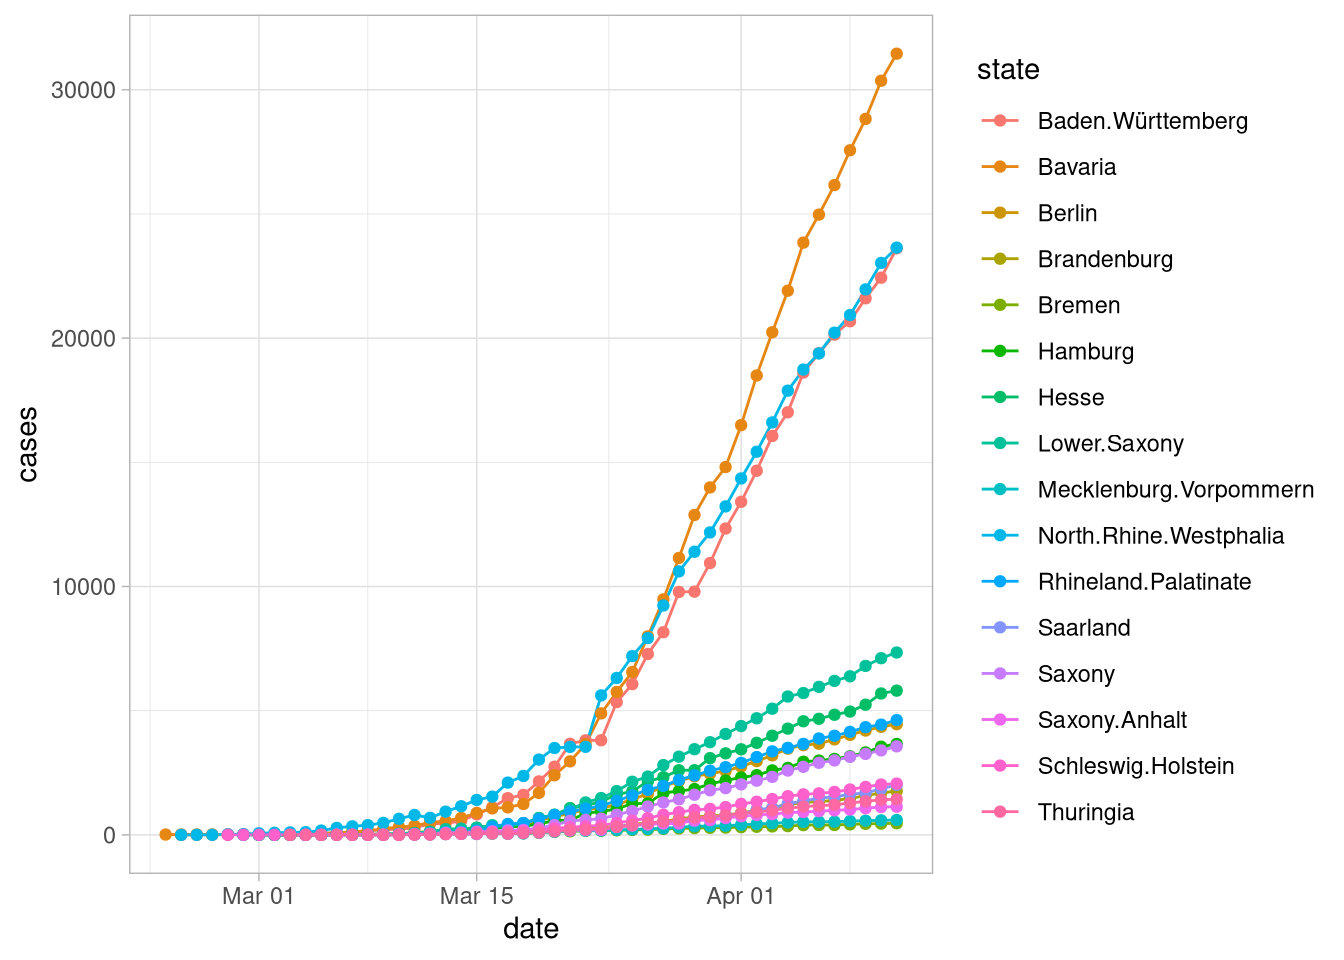 30000
20000
10000
0
cases
Mar 01
Mar 15
Apr 01
date
state
Baden.Württemberg
Bavaria
Berlin
Brandenburg
Bremen
Hamburg
Hesse
Lower.Saxony
Mecklenburg.Vorpommern
North.Rhine.Westphalia
Rhineland.Palatinate
Saarland
Saxony
Saxony.Anhalt
Schleswig.Holstein
Thuringia